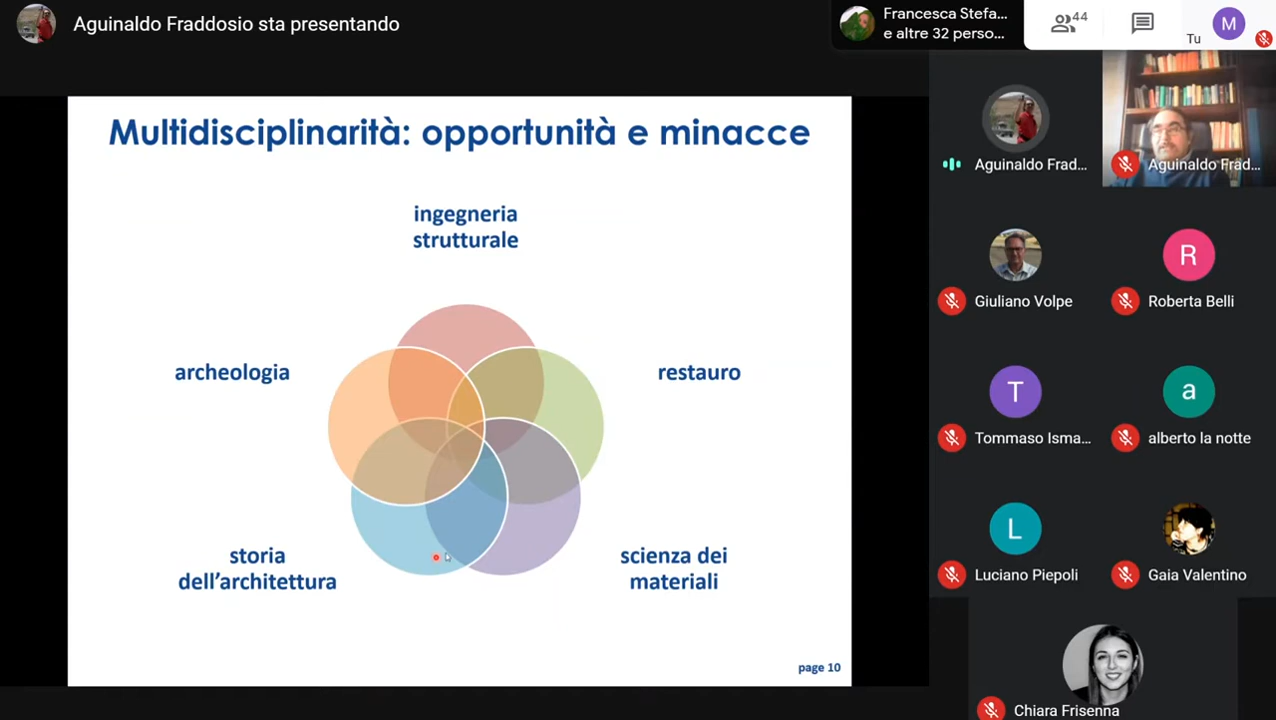 Aguinaldo Fraddosio sta presentando
Francesca Stefa...
e altre 32 perso...
44
Tu
M
Multidisciplinarità: opportunità e minacce
ingegneria
strutturale
archeologia
restauro
storia
dell'architettura
scienza dei
materiali
page 10
Aguinaldo Frad...
Aguinaldo Frad...
Giuliano Volpe
R
Roberta Belli
T
Tommaso Isma...
a
alberto la notte
L
Luciano Piepoli
Gaia Valentino
Chiara Frisenna